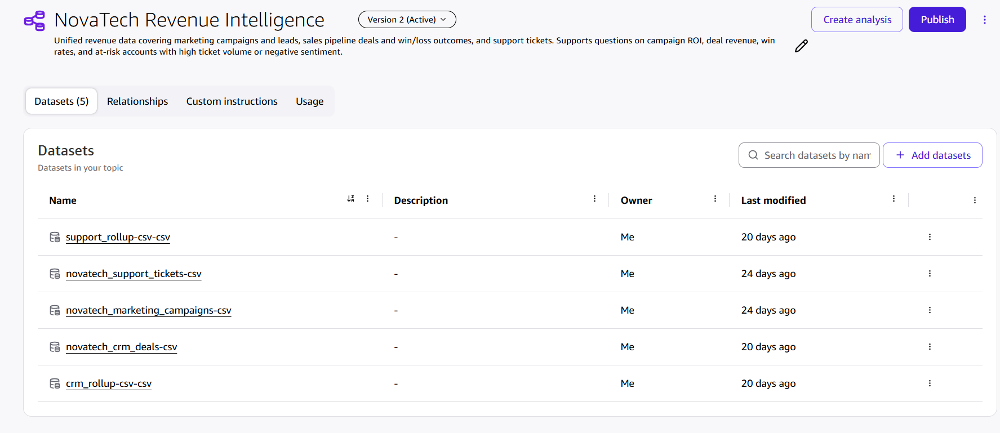 NovaTech Revenue Intelligence
Version 2 (Active)
Create analysis
Publish
Unified revenue data covering marketing campaigns and leads, sales pipeline deals and win/loss outcomes, and support tickets. Supports questions on campaign ROI, deal revenue, win
rates, and at-risk accounts with high ticket volume or negative sentiment.
Datasets (5) Relationships Custom instructions Usage
Datasets
Datasets in your topic
Search datasets by nam
+ Add datasets
Name Description Owner Last modified
support_rollup-csv-csv - Me 20 days ago
novatech_support_tickets-csv - Me 24 days ago
novatech_marketing_campaigns-csv - Me 24 days ago
novatech_crm_deals-csv - Me 20 days ago
crm_rollup-csv-csv - Me 20 days ago